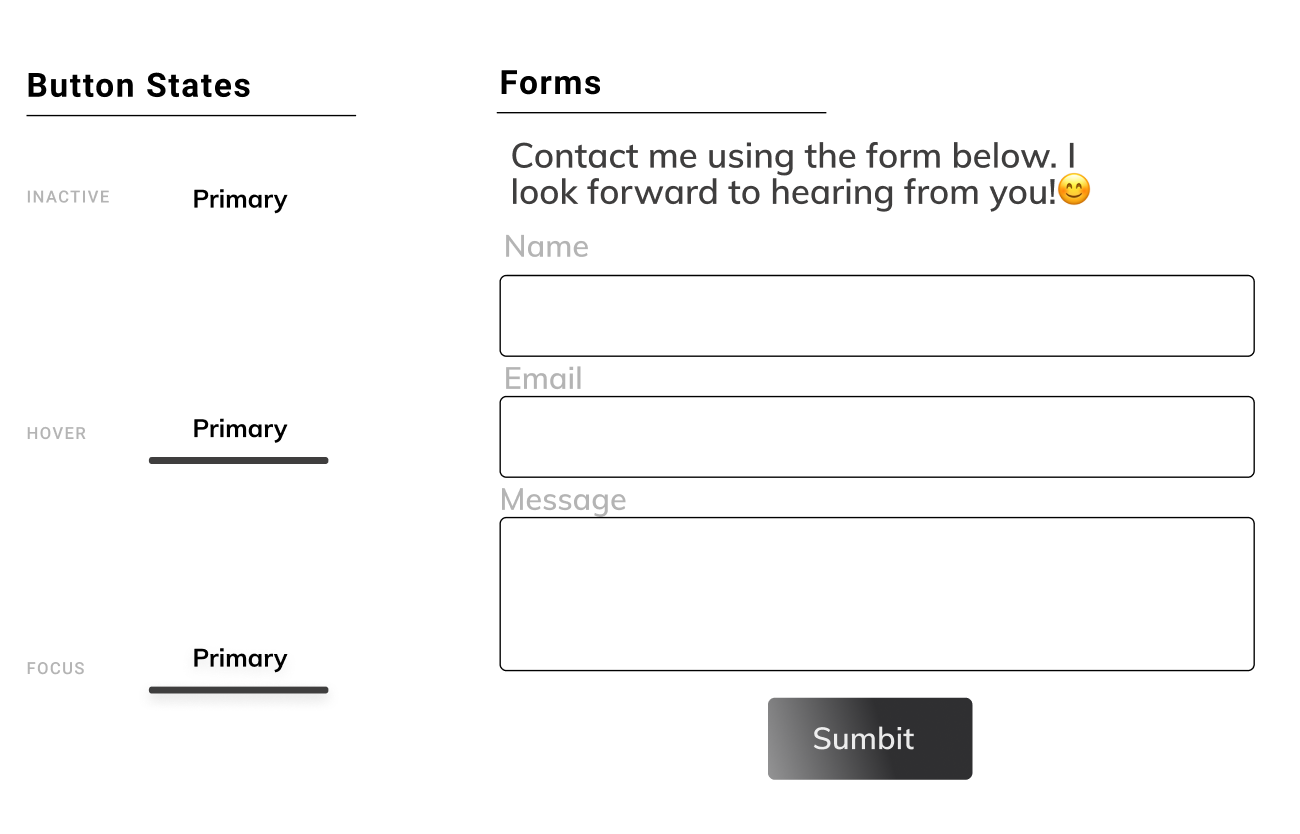 Button States
INACTIVE
Primary
HOVER
Primary
FOCUS
Primary
Forms
Contact me using the form below. I
look forward to hearing from you!😊
Name
Email
Message
Sumbit